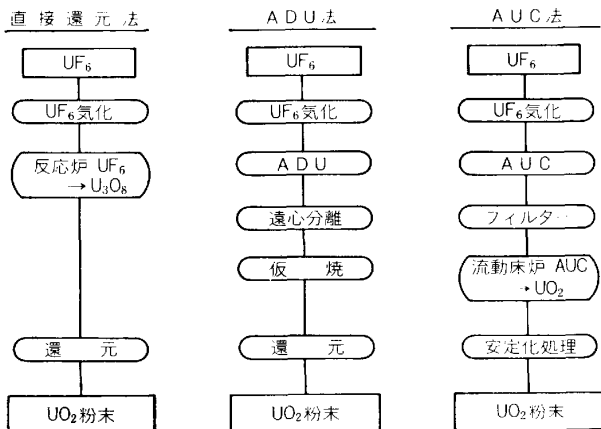 直接還元法
UF₆
UF₆気化
反応炉 UF₆
→ U₃O₈
還元
UO₂粉末
ADU法
UF₆
UF₆気化
ADU
遠心分離
仮焼
還元
UO₂粉末
AUC法
UF₆
UF₆気化
AUC
フィルター
流動床炉 AUC
→ UO₂
安定化処理
UO₂粉末